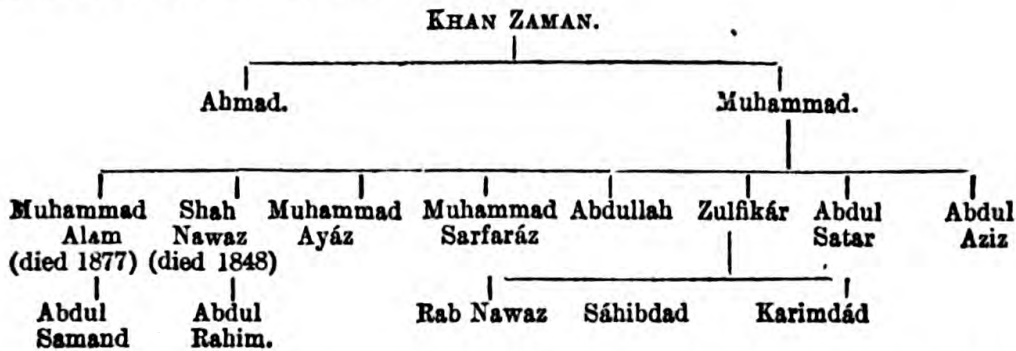 KHAN ZAMAN.
Ahmad. Muhammad.
Muhammad Shah Muhammad Muhammad Abdullah Zulfikár Abdul Abdul
Alam Nawaz Ayáz Sarfaráz Satar Aziz
(died 1877) (died 1848)
Abdul Abdul Rab Nawaz Sáhibdad Karimdád
Samand Rahim.